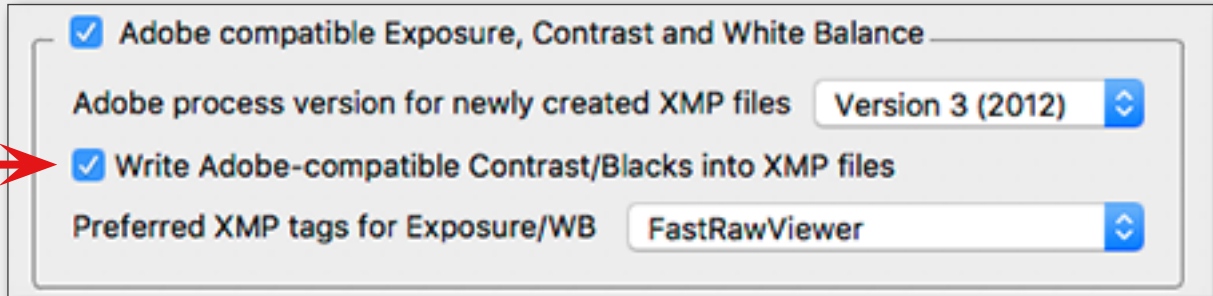 Adobe compatible Exposure, Contrast and White Balance
Adobe process version for newly created XMP files Version 3 (2012)
Write Adobe-compatible Contrast/Blacks into XMP files
Preferred XMP tags for Exposure/WB FastRawViewer